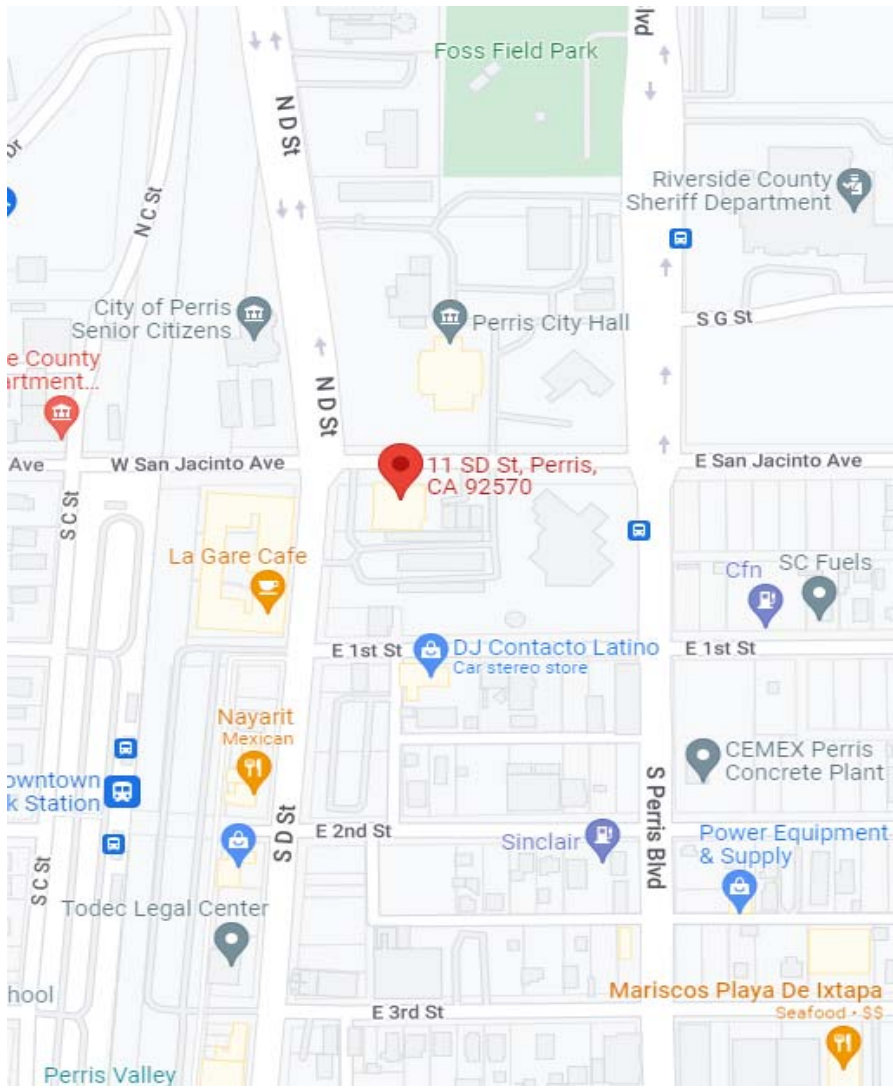 lvd
Foss Field Park
N D St
Dr
Riverside County
Sheriff Department
N C St
City of Perris
Senior Citizens
Perris City Hall
S G St
e County
artment...
N D St
11 SD St, Perris,
CA 92570
Ave
W San Jacinto Ave
E San Jacinto Ave
S C St
La Gare Cafe
Cfn
SC Fuels
E 1st St
DJ Contacto Latino
Car stereo store
E 1st St
Nayarit
Mexican
CEMEX Perris
Concrete Plant
owntown
k Station
S D St
E 2nd St
Sinclair
S Perris Blvd
Power Equipment
& Supply
S C St
Todec Legal Center
hool
E 3rd St
Mariscos Playa De Ixtapa
Seafood • $$
Perris Valley